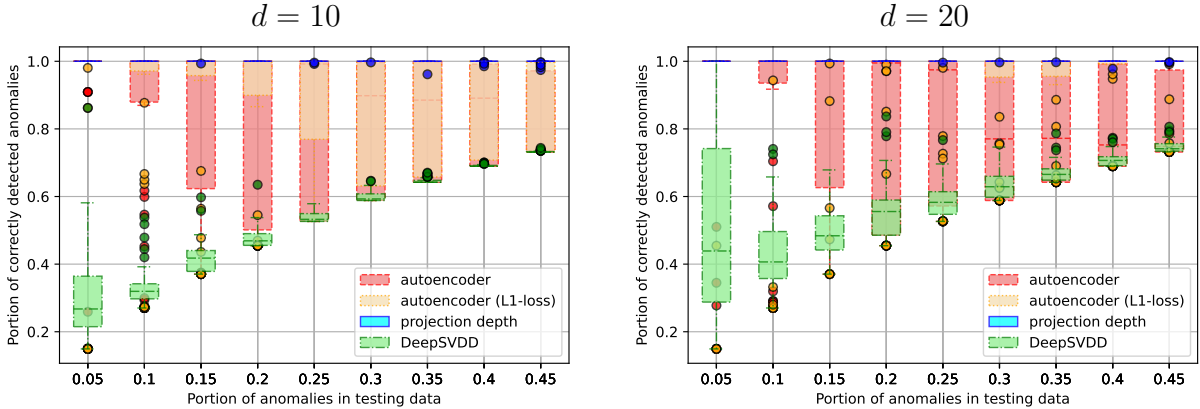 d = 10
Portion of correctly detected anomalies
1.0
0.8
0.6
0.4
0.2
autoencoder
autoencoder (L1-loss)
projection depth
DeepSVDD
0.05 0.1 0.15 0.2 0.25 0.3 0.35 0.4 0.45
Portion of anomalies in testing data
d = 20
Portion of correctly detected anomalies
1.0
0.8
0.6
0.4
0.2
autoencoder
autoencoder (L1-loss)
projection depth
DeepSVDD
0.05 0.1 0.15 0.2 0.25 0.3 0.35 0.4 0.45
Portion of anomalies in testing data